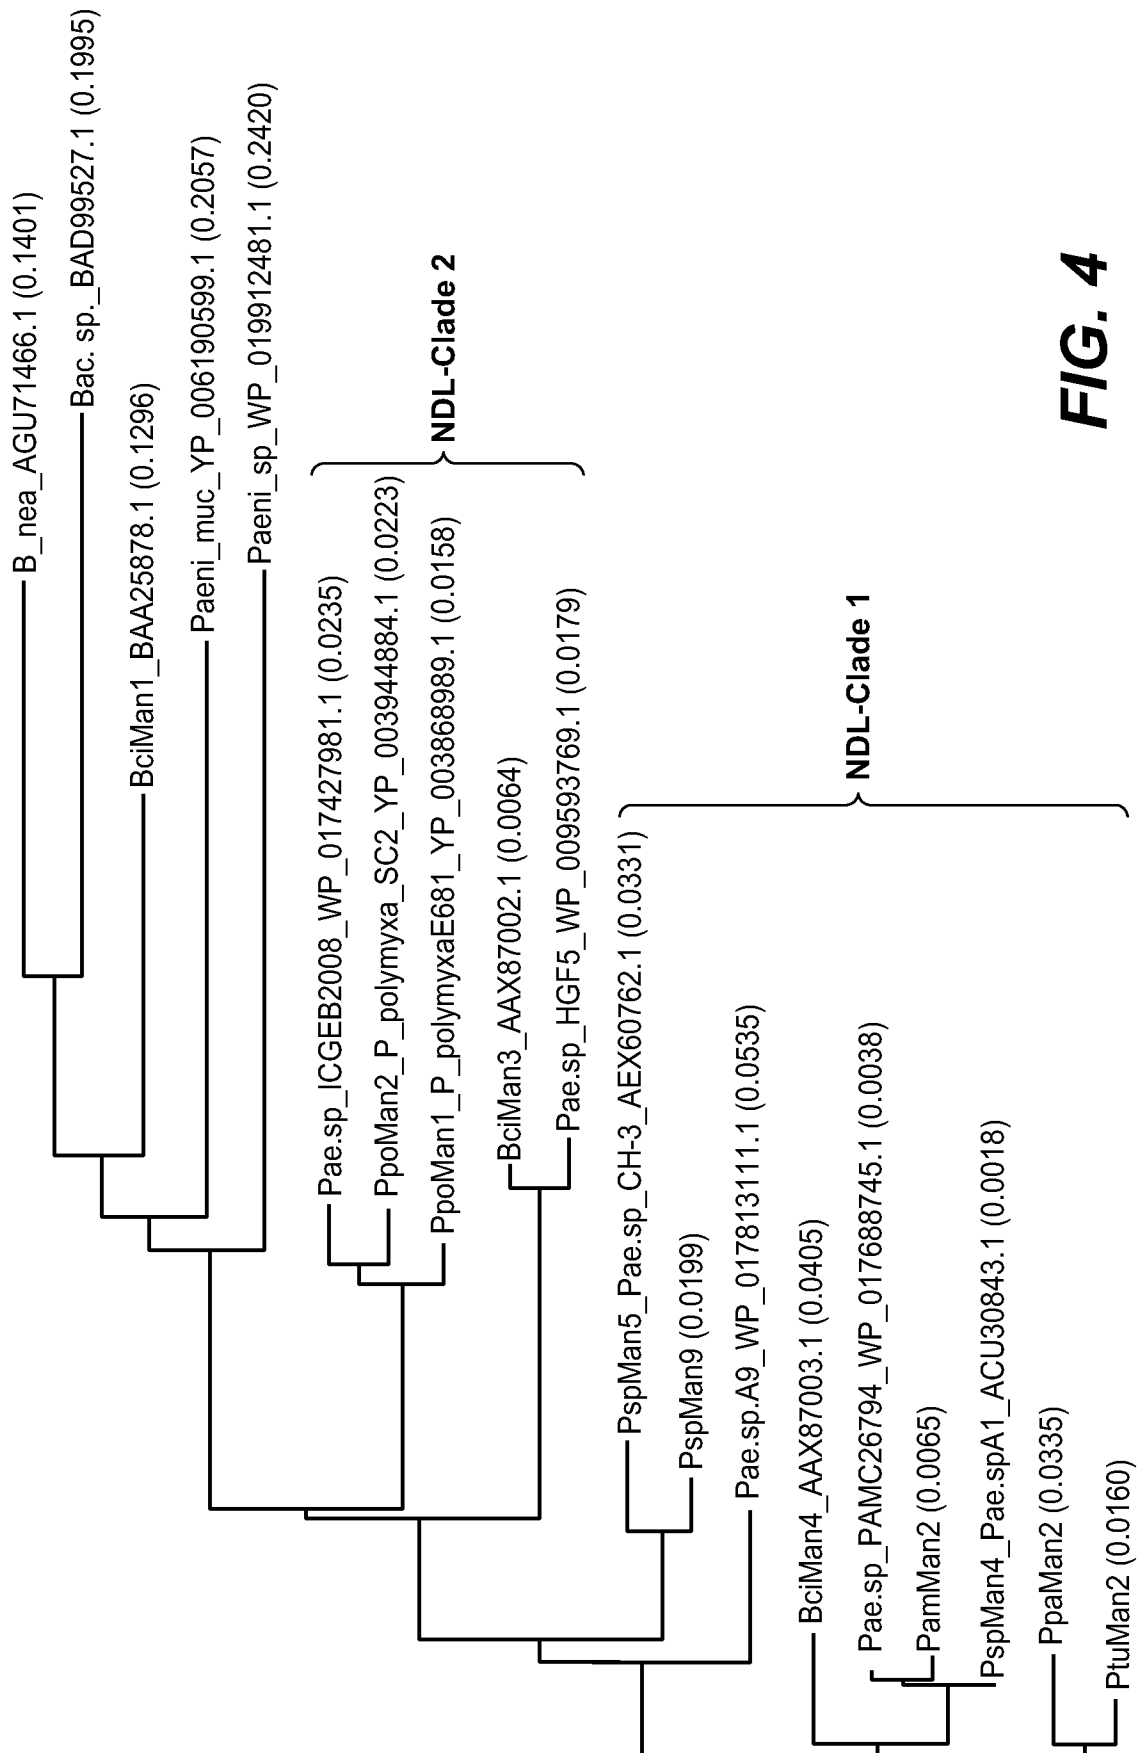 B_nea_AGU71466.1 (0.1401)
Bac. sp._BAD99527.1 (0.1995)
BciMan1_BAA25878.1 (0.1296)
Paeni_muc_YP_006190599.1 (0.2057)
Paeni_sp_WP_019912481.1 (0.2420)
Pae.sp_ICGEB2008_WP_017427981.1 (0.0235)
PpoMan2_P_polymyxa_SC2_YP_003944884.1 (0.0223)
PpoMan1_P_polymyxaE681_YP_003868989.1 (0.0158)
NDL-Clade 2
BciMan3_AAX87002.1 (0.0064)
Pae.sp_HGF5_WP_009593769.1 (0.0179)
PspMan5_Pae.sp_CH-3_AEX60762.1 (0.0331)
PspMan9 (0.0199)
Pae.sp.A9_WP_017813111.1 (0.0535)
BciMan4_AAX87003.1 (0.0405)
NDL-Clade 1
Pae.sp_PAMC26794_WP_017688745.1 (0.0038)
PamMan2 (0.0065)
PspMan4_Pae.spA1_ACU30843.1 (0.0018)
PpaMan2 (0.0335)
PtuMan2 (0.0160)
FIG. 4